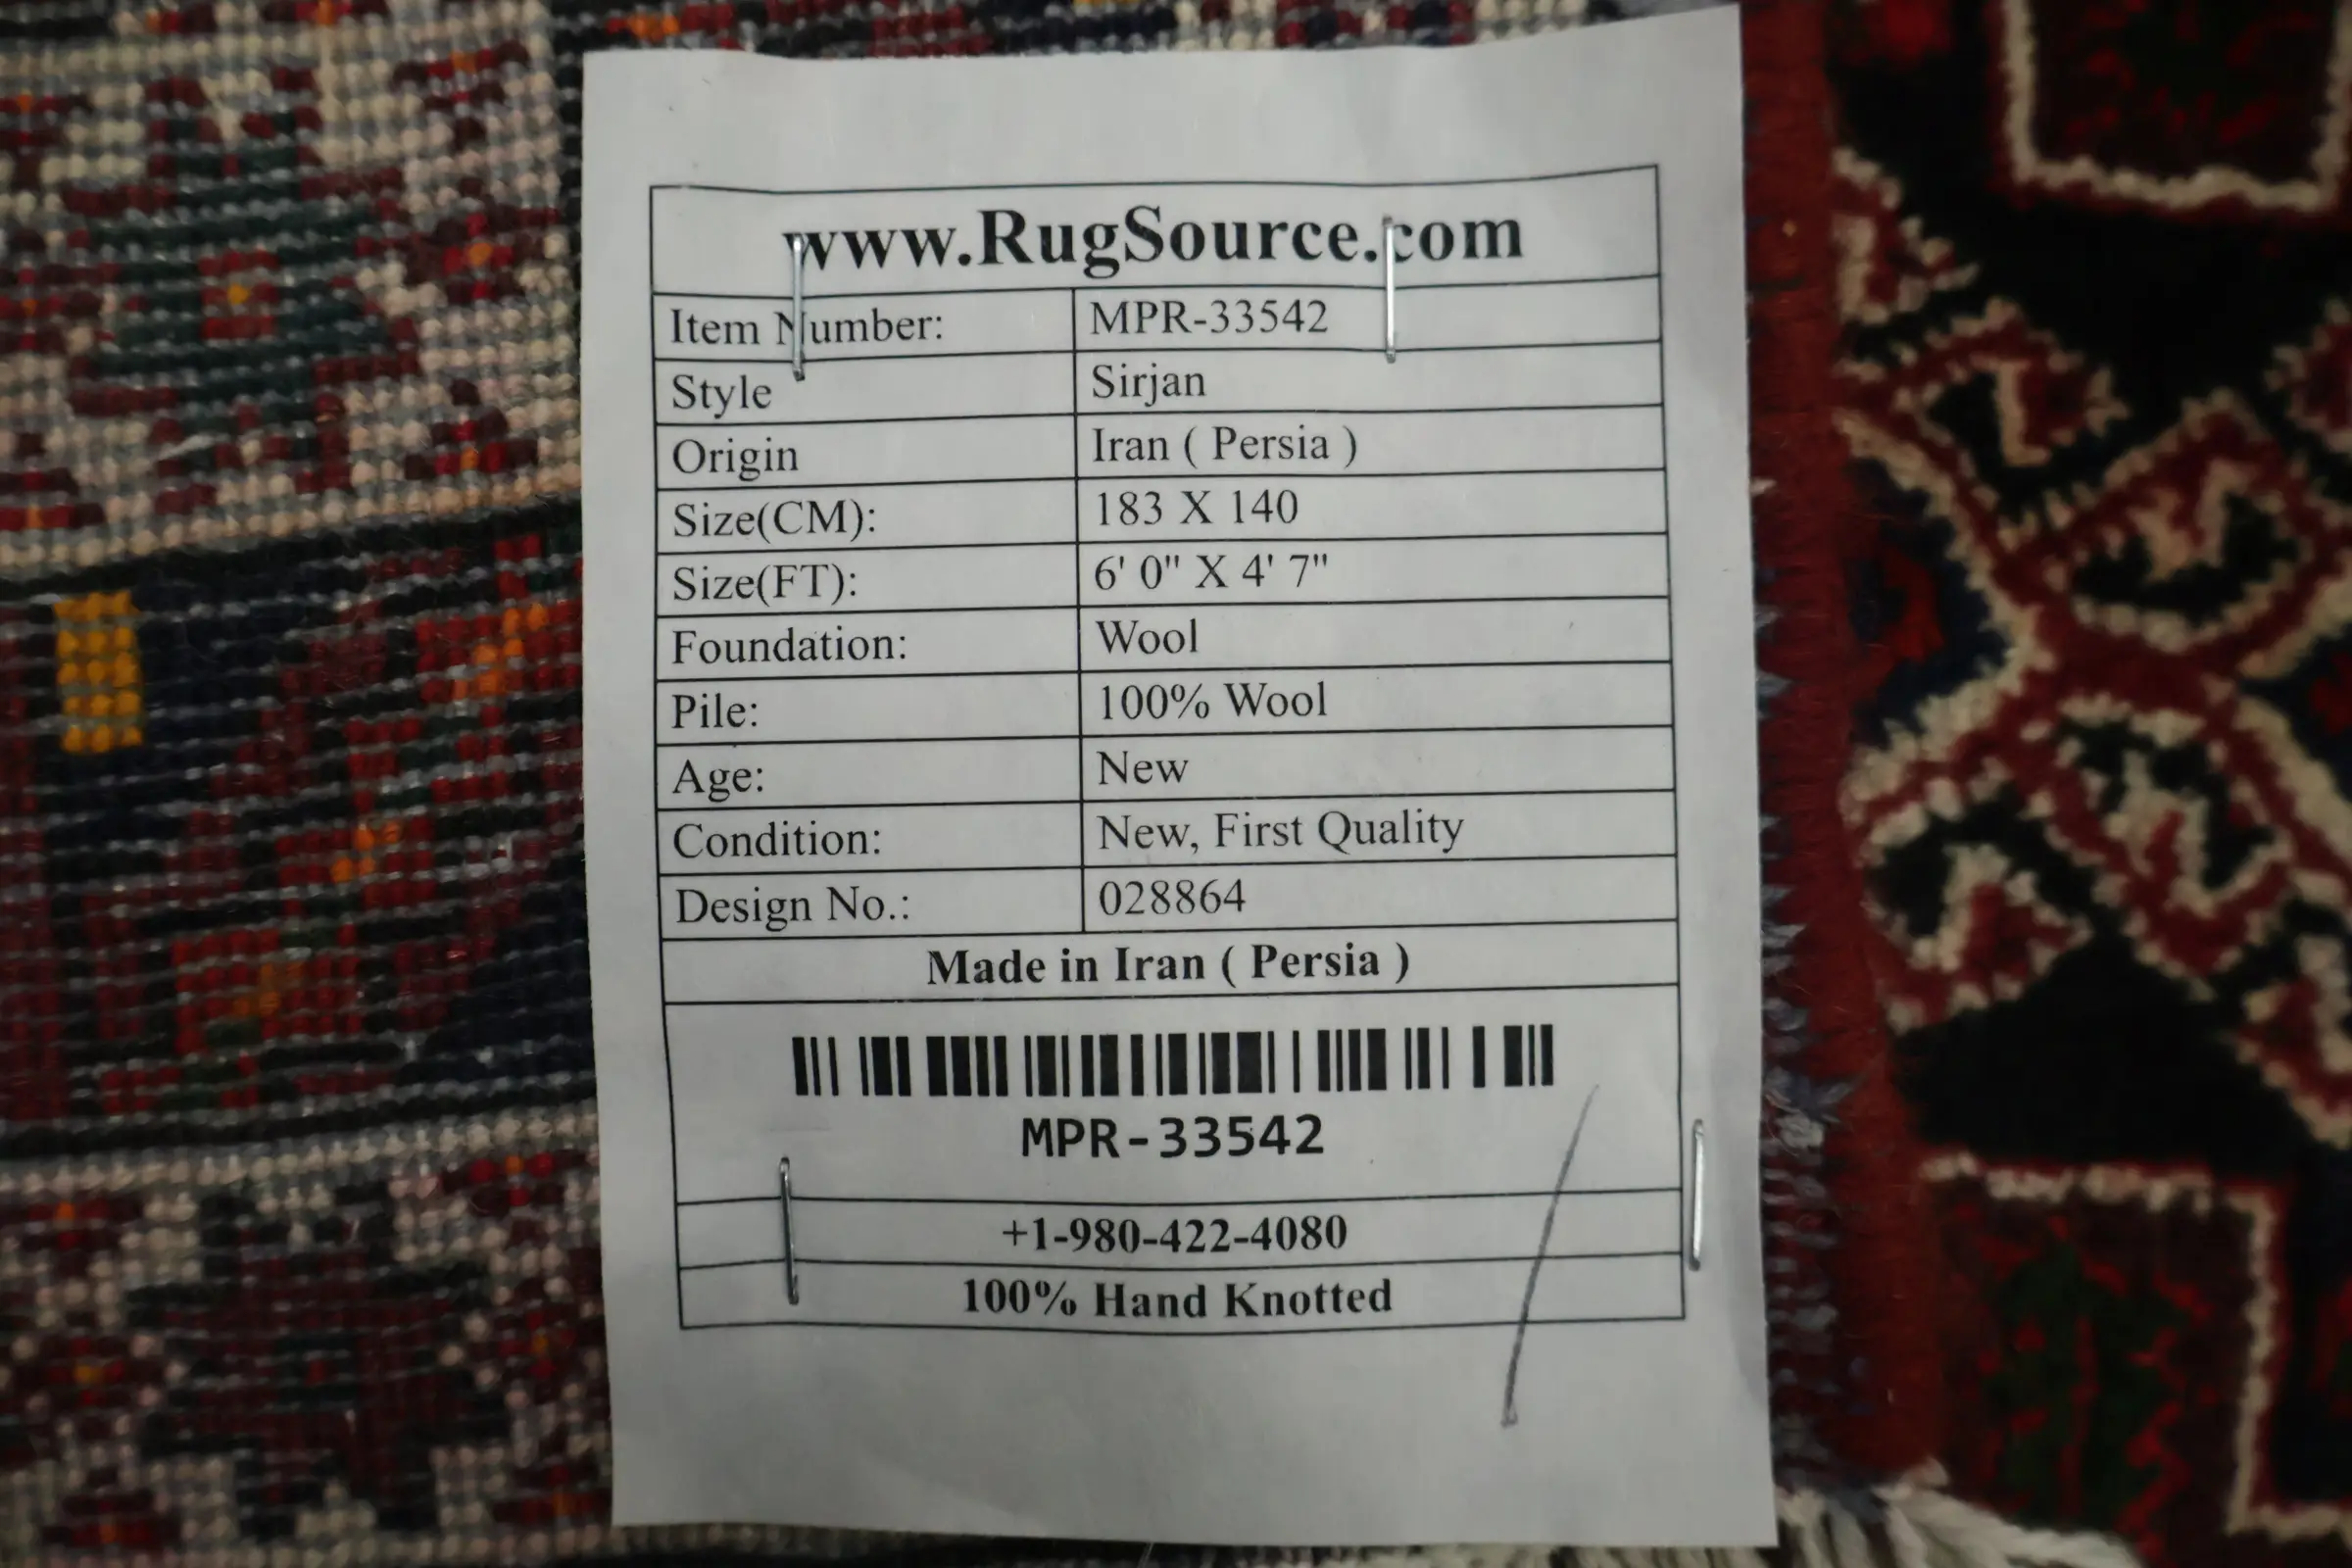 www.RugSource.com
Item Number: MPR-33542
Style Sirjan
Origin Iran ( Persia )
Size(CM): 183 X 140
Size(FT): 6' 0" X 4' 7"
Foundation: Wool
Pile: 100% Wool
Age: New
Condition: New, First Quality
Design No.: 028864
Made in Iran ( Persia )
MPR-33542
+1-980-422-4080
100% Hand Knotted